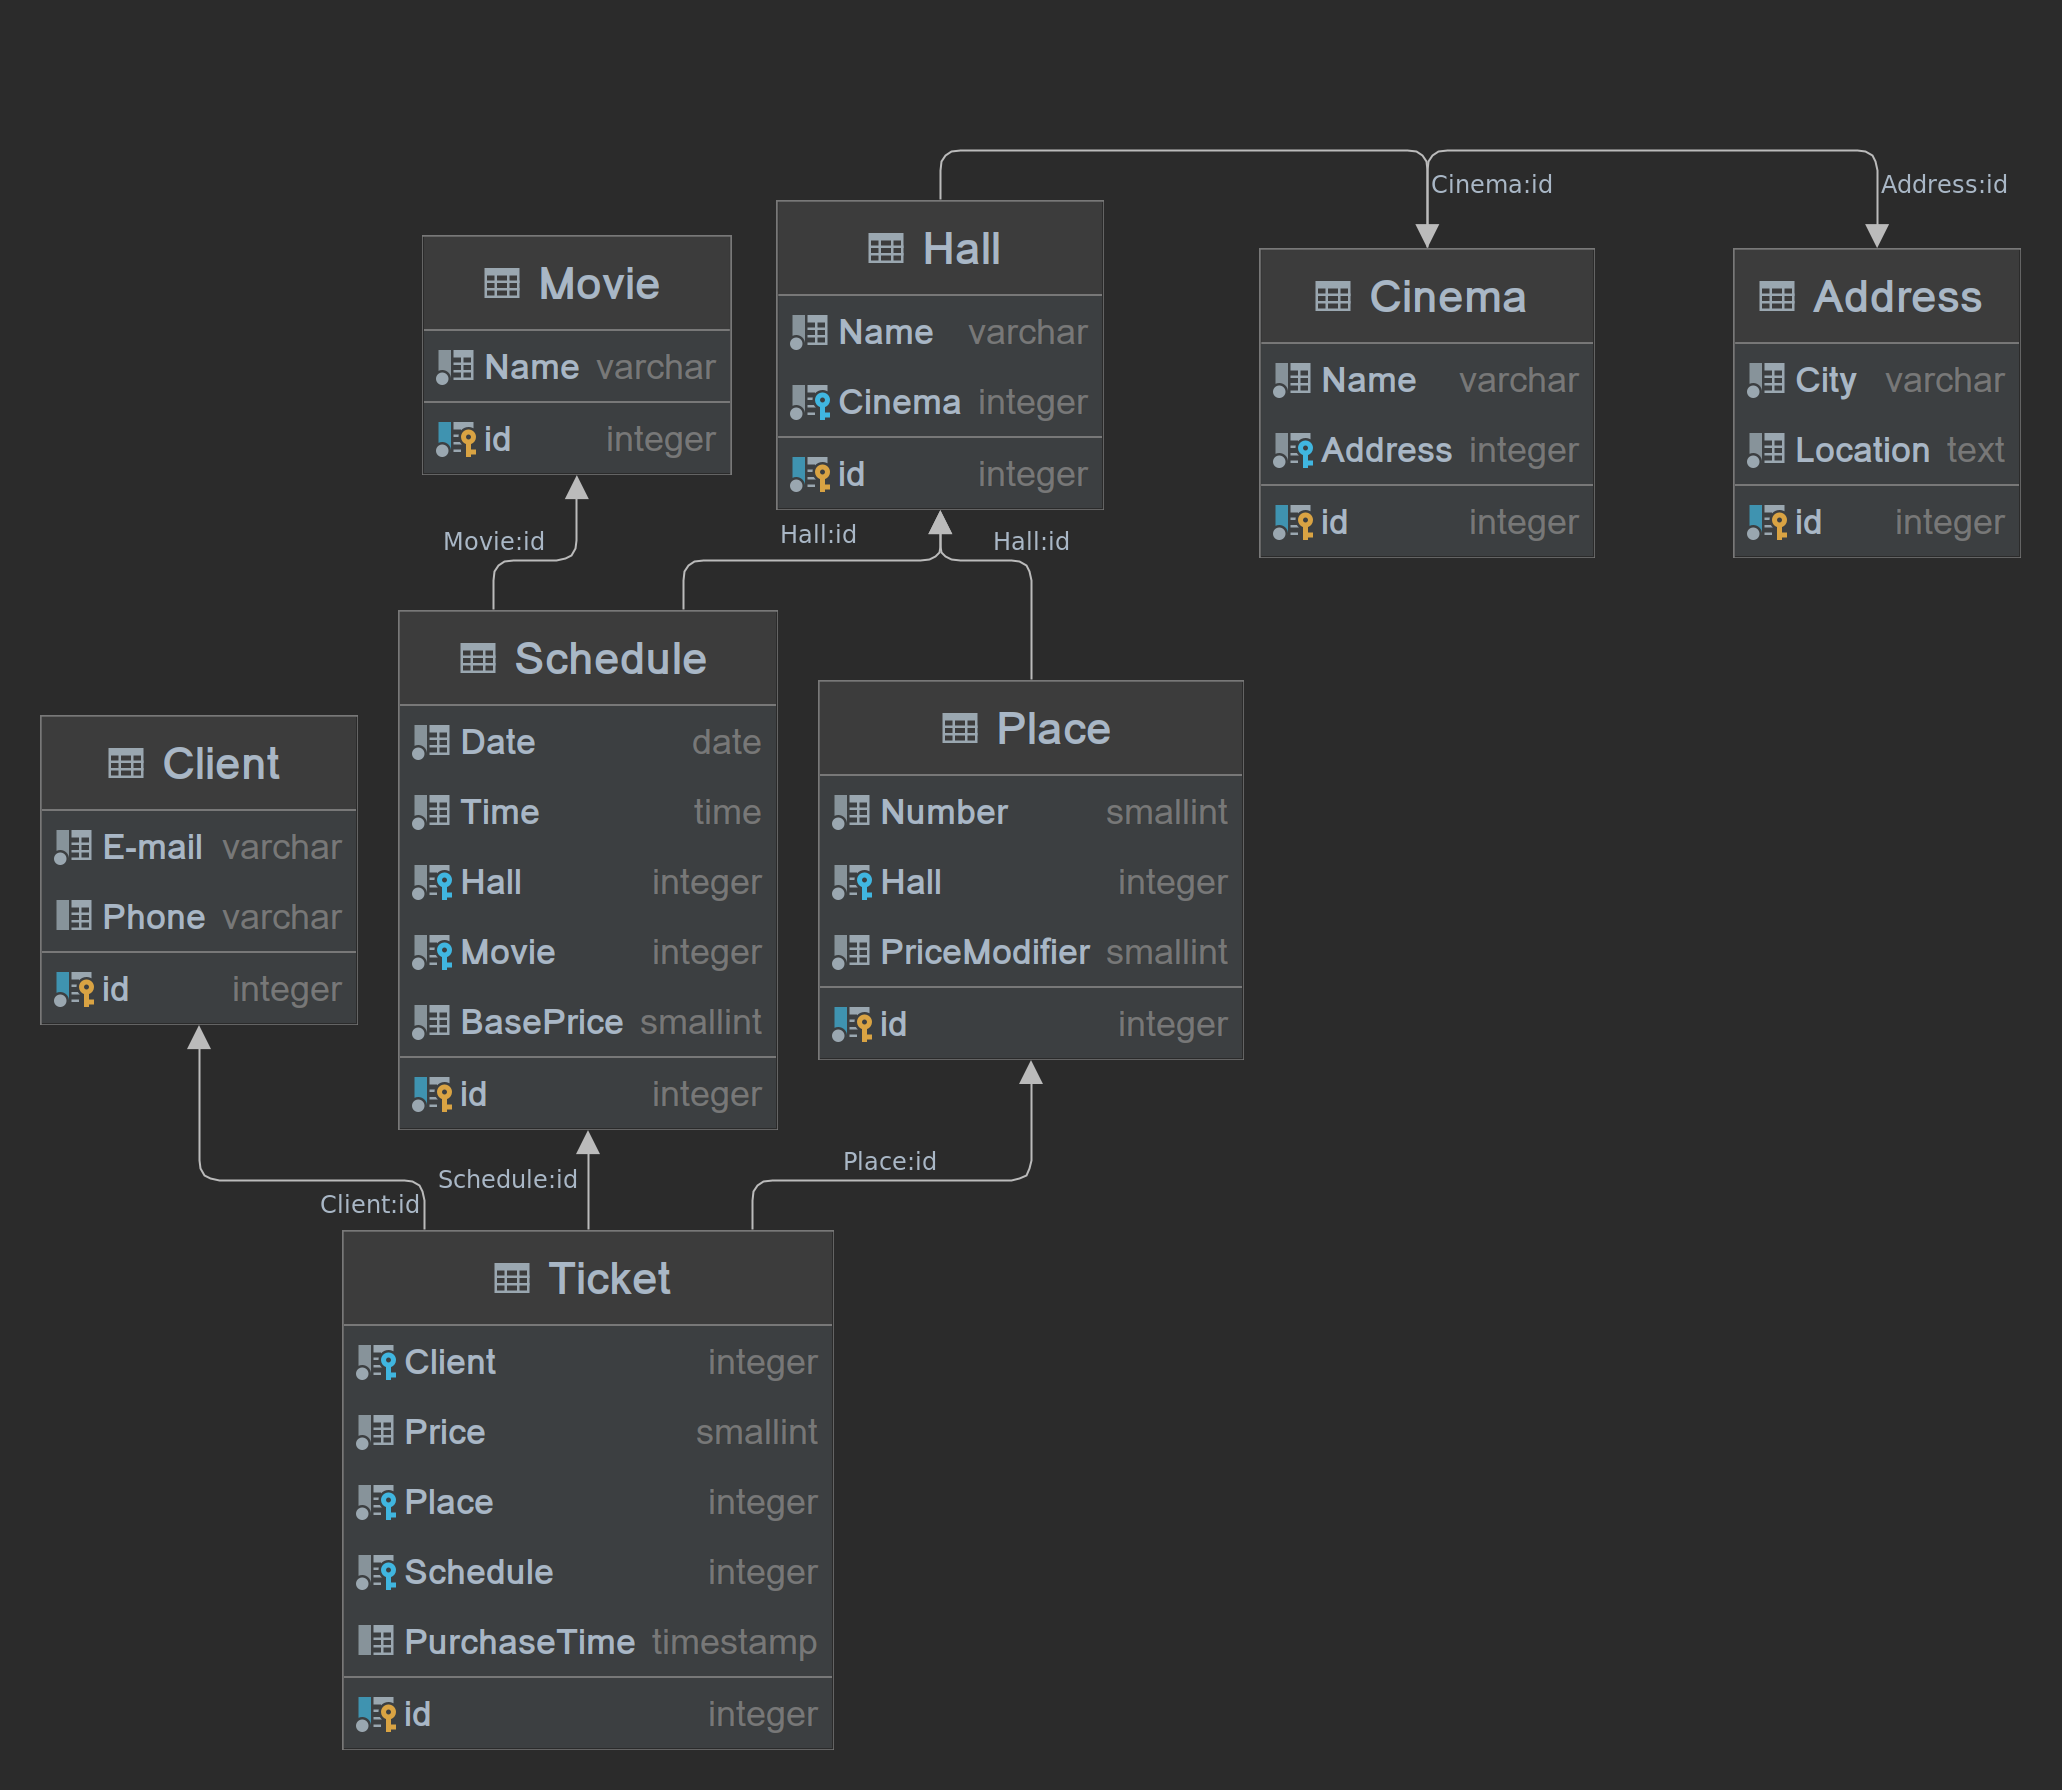 Cinema:id
Address:id
Hall
Name varchar
Cinema integer
id integer
Movie
Name varchar
id integer
Cinema
Name varchar
Address integer
id integer
Address
City varchar
Location text
id integer
Movie:id
Hall:id
Hall:id
Schedule
Date date
Time time
Hall integer
Movie integer
BasePrice smallint
id integer
Place
Number smallint
Hall integer
PriceModifier smallint
id integer
Client
E-mail varchar
Phone varchar
id integer
Client:id
Schedule:id
Place:id
Ticket
Client integer
Price smallint
Place integer
Schedule integer
PurchaseTime timestamp
id integer